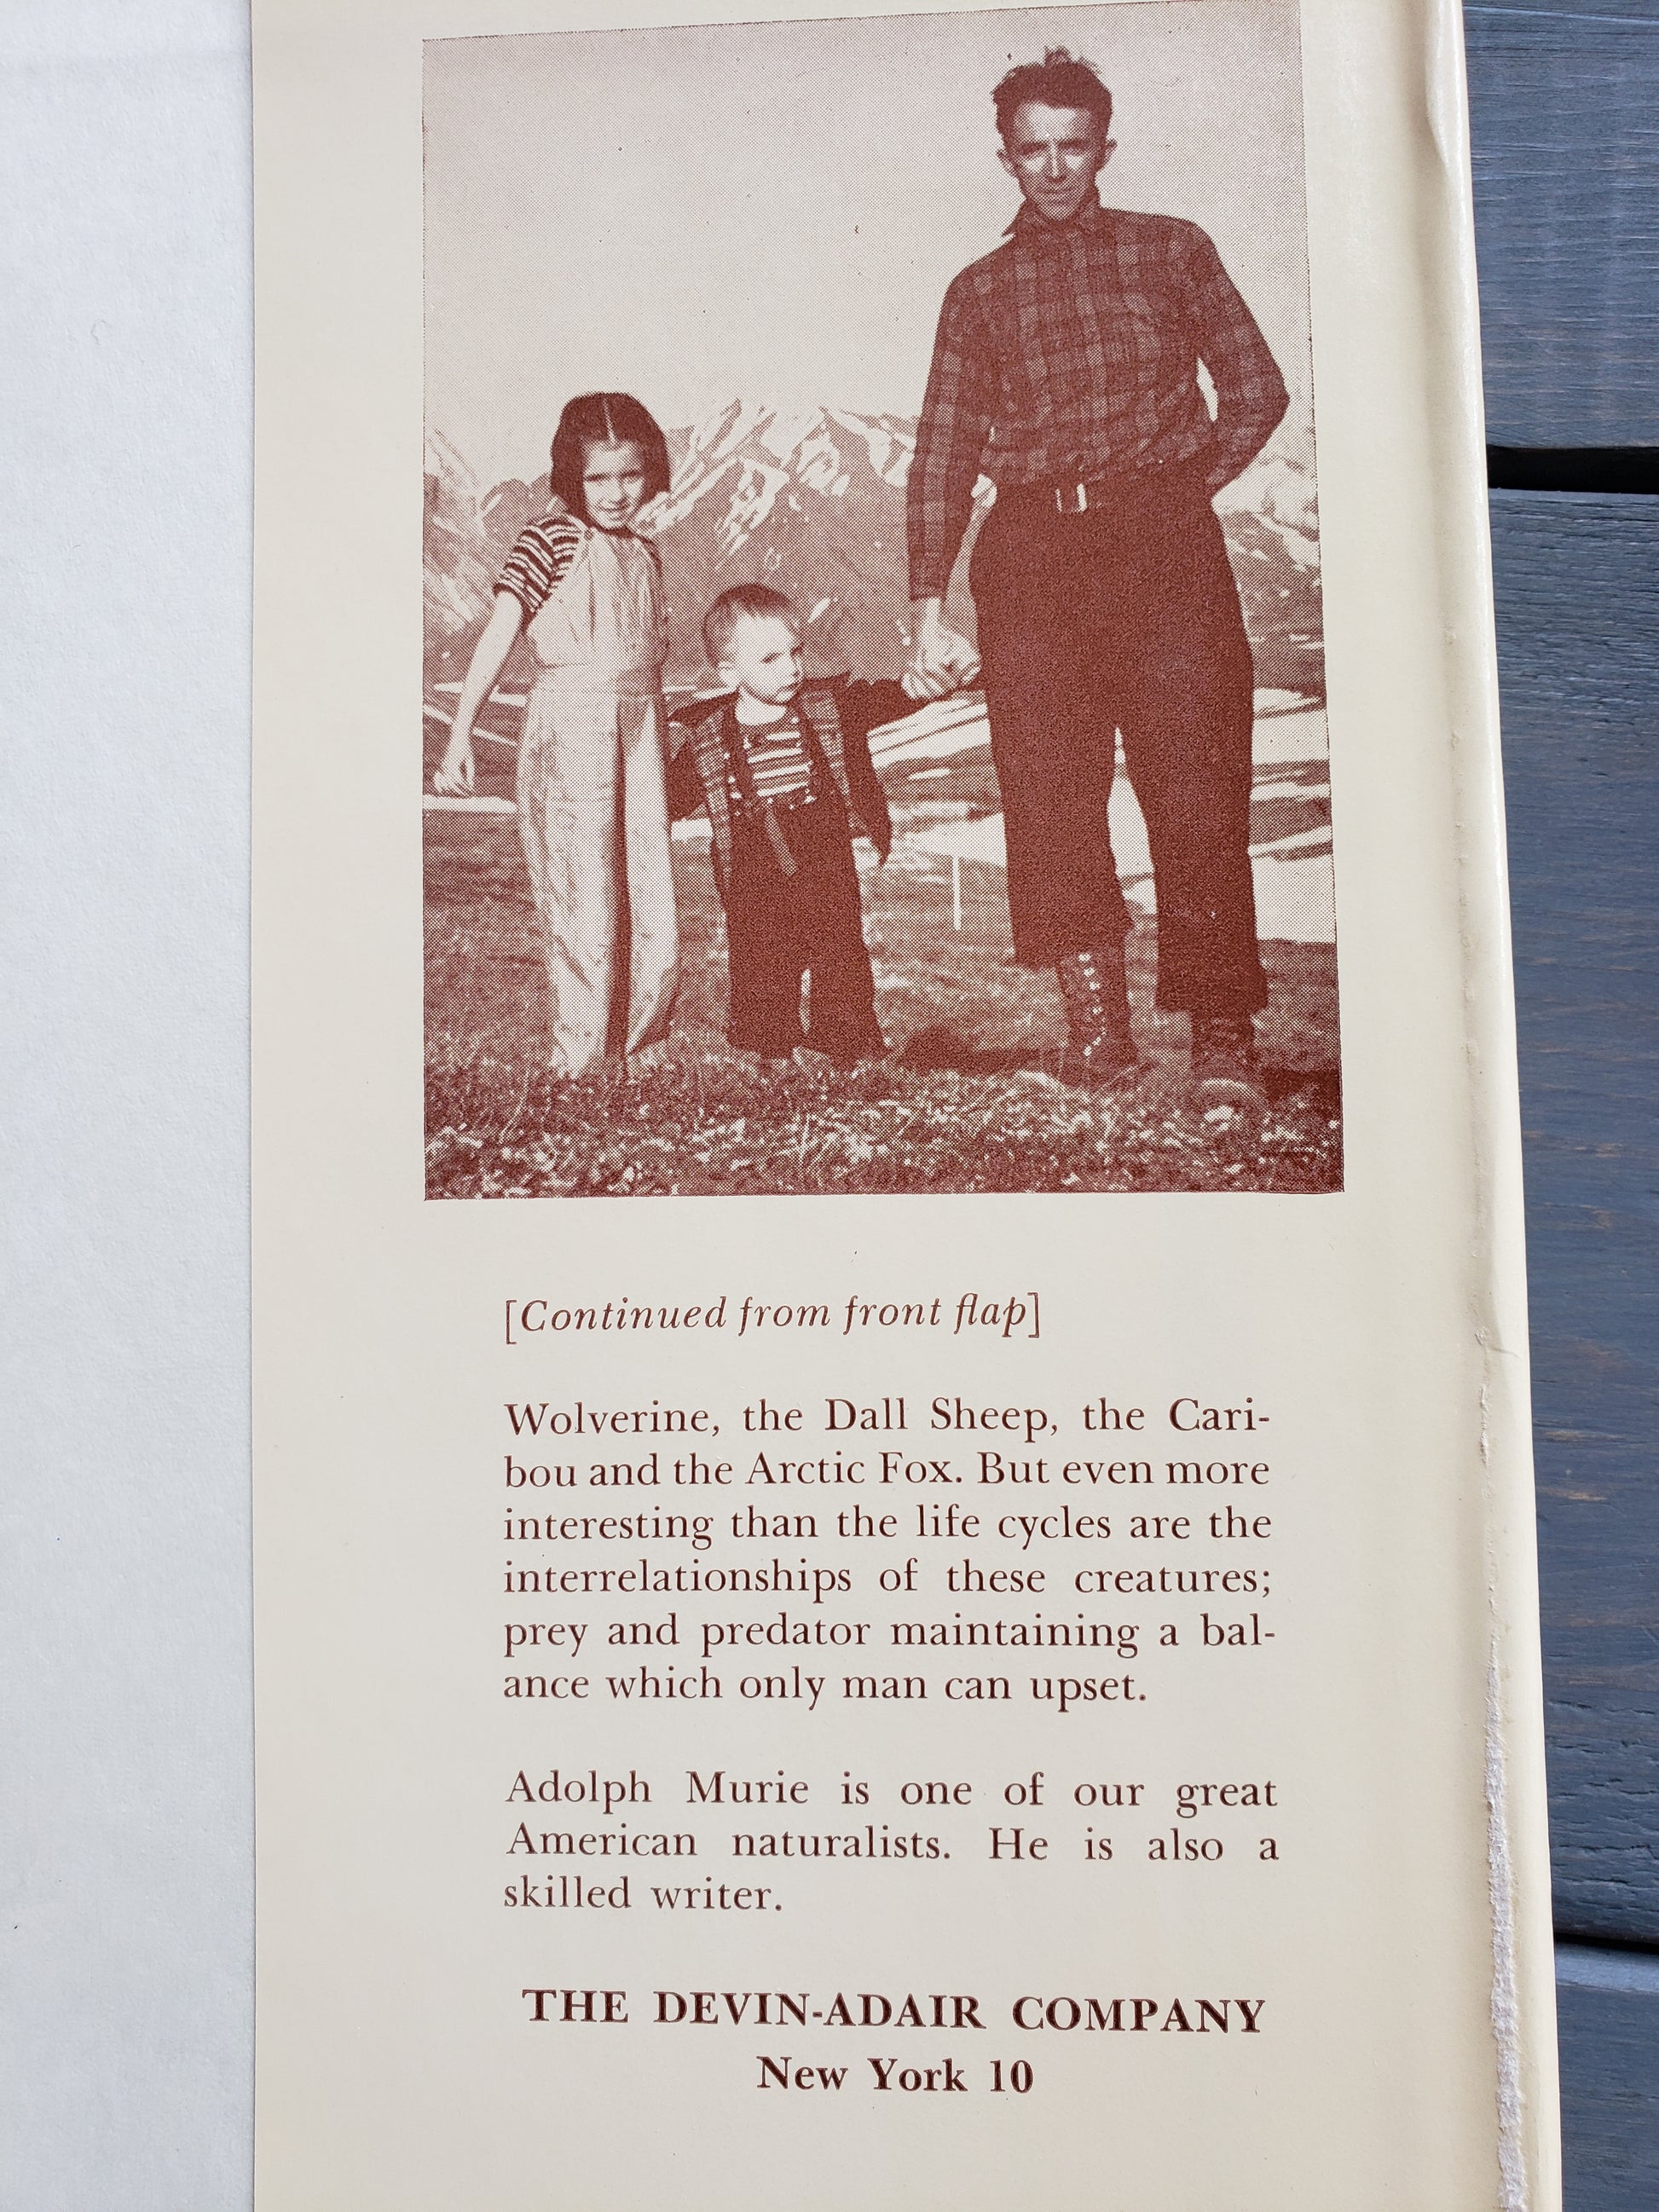 [Continued from front flap]
Wolverine, the Dall Sheep, the Cari-
bou and the Arctic Fox. But even more
interesting than the life cycles are the
interrelationships of these creatures;
prey and predator maintaining a bal-
ance which only man can upset.
Adolph Murie is one of our great
American naturalists. He is also a
skilled writer.
THE DEVIN-ADAIR COMPANY
New York 10